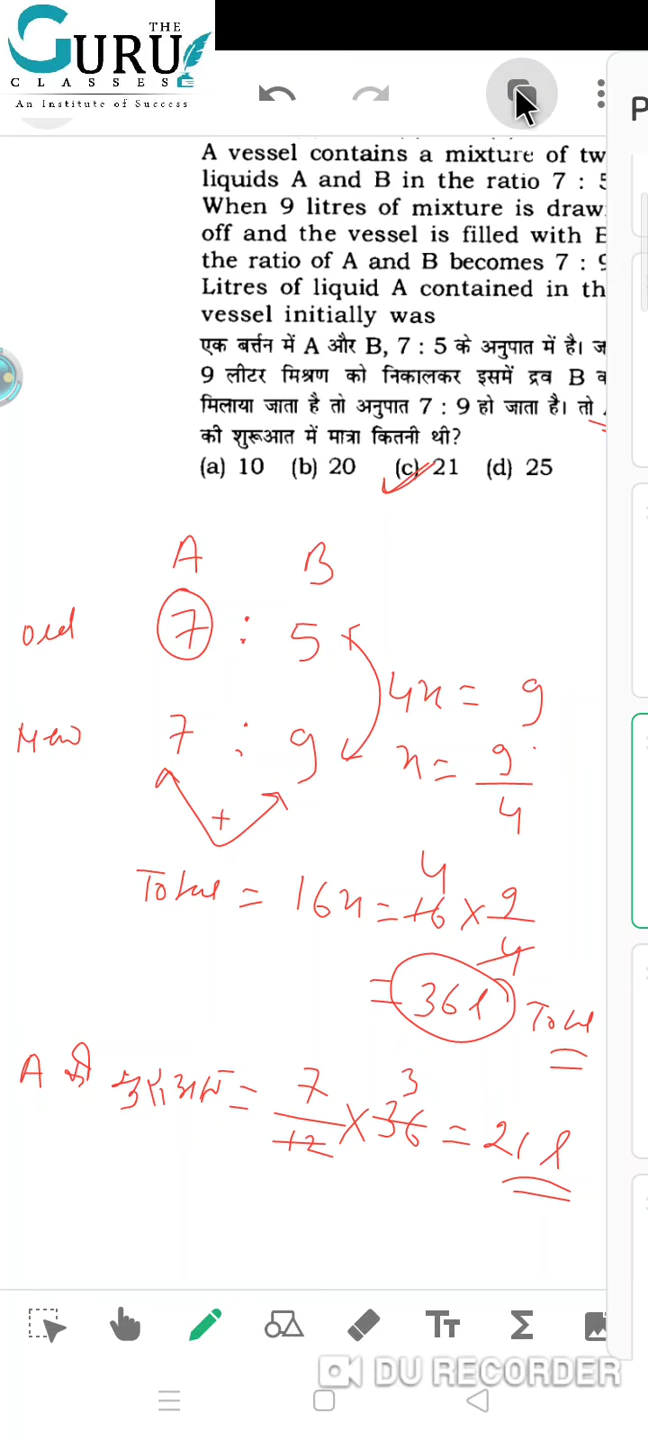 THE
GURU
CLASSES
An Institute of Success
P
A vessel contains a mixture of tw
liquids A and B in the ratio 7 : 5
When 9 litres of mixture is draw
off and the vessel is filled with B
the ratio of A and B becomes 7 : 9
Litres of liquid A contained in th
vessel initially was
एक बर्त्तन में A और B, 7 : 5 के अनुपात में है। ज
9 लीटर मिश्रण को निकालकर इसमें द्रव B व
मिलाया जाता है तो अनुपात 7 : 9 हो जाता है। तो
की शुरूआत में मात्रा कितनी थी?
(a) 10 (b) 20 (c) 21 (d) 25
A B
Old 7 : 5
4x = 9
New 7 : 9
x = 9/4
+
Total = 16x = 16 × 9/4
4
= 36l Total
A की शुरुआत = 7/12 × 36 = 21 l
3
Tт
Σ
DU RECORDER